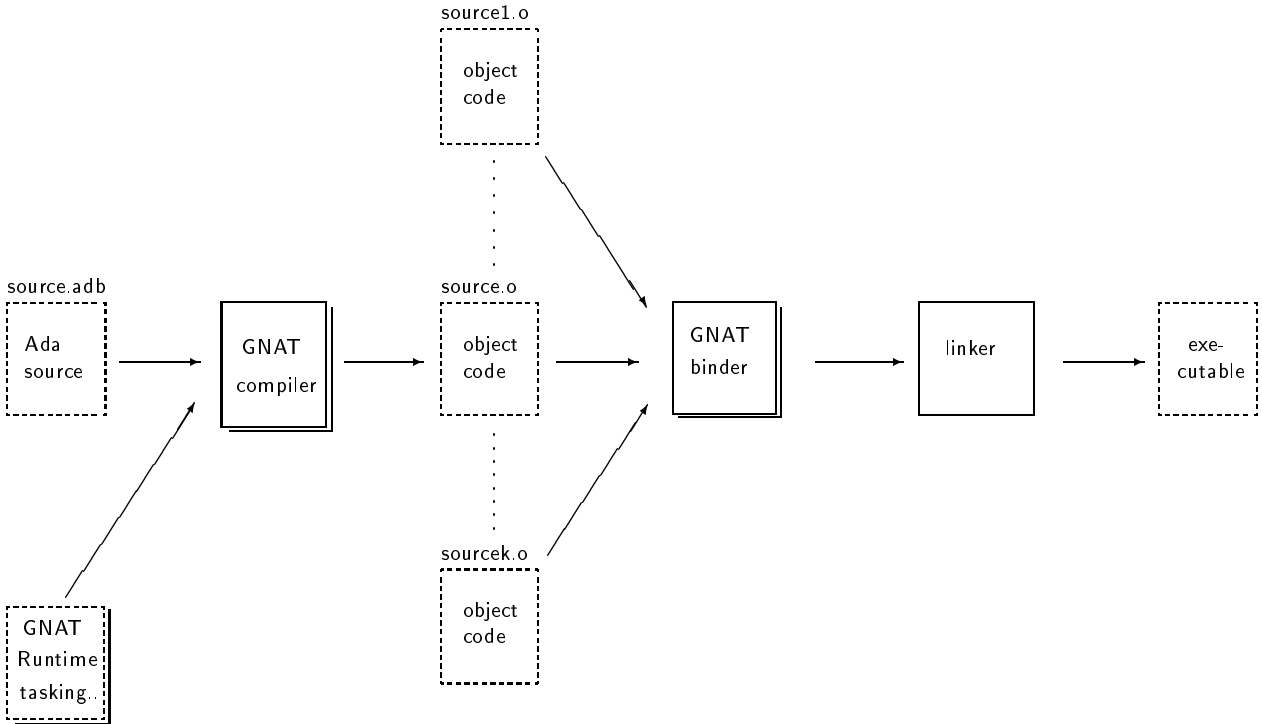 source1.o
object
code
source.adb
Ada
source
GNAT
compiler
source.o
object
code
GNAT
binder
linker
exe-
cutable
sourcek.o
object
code
GNAT
Runtime
tasking..